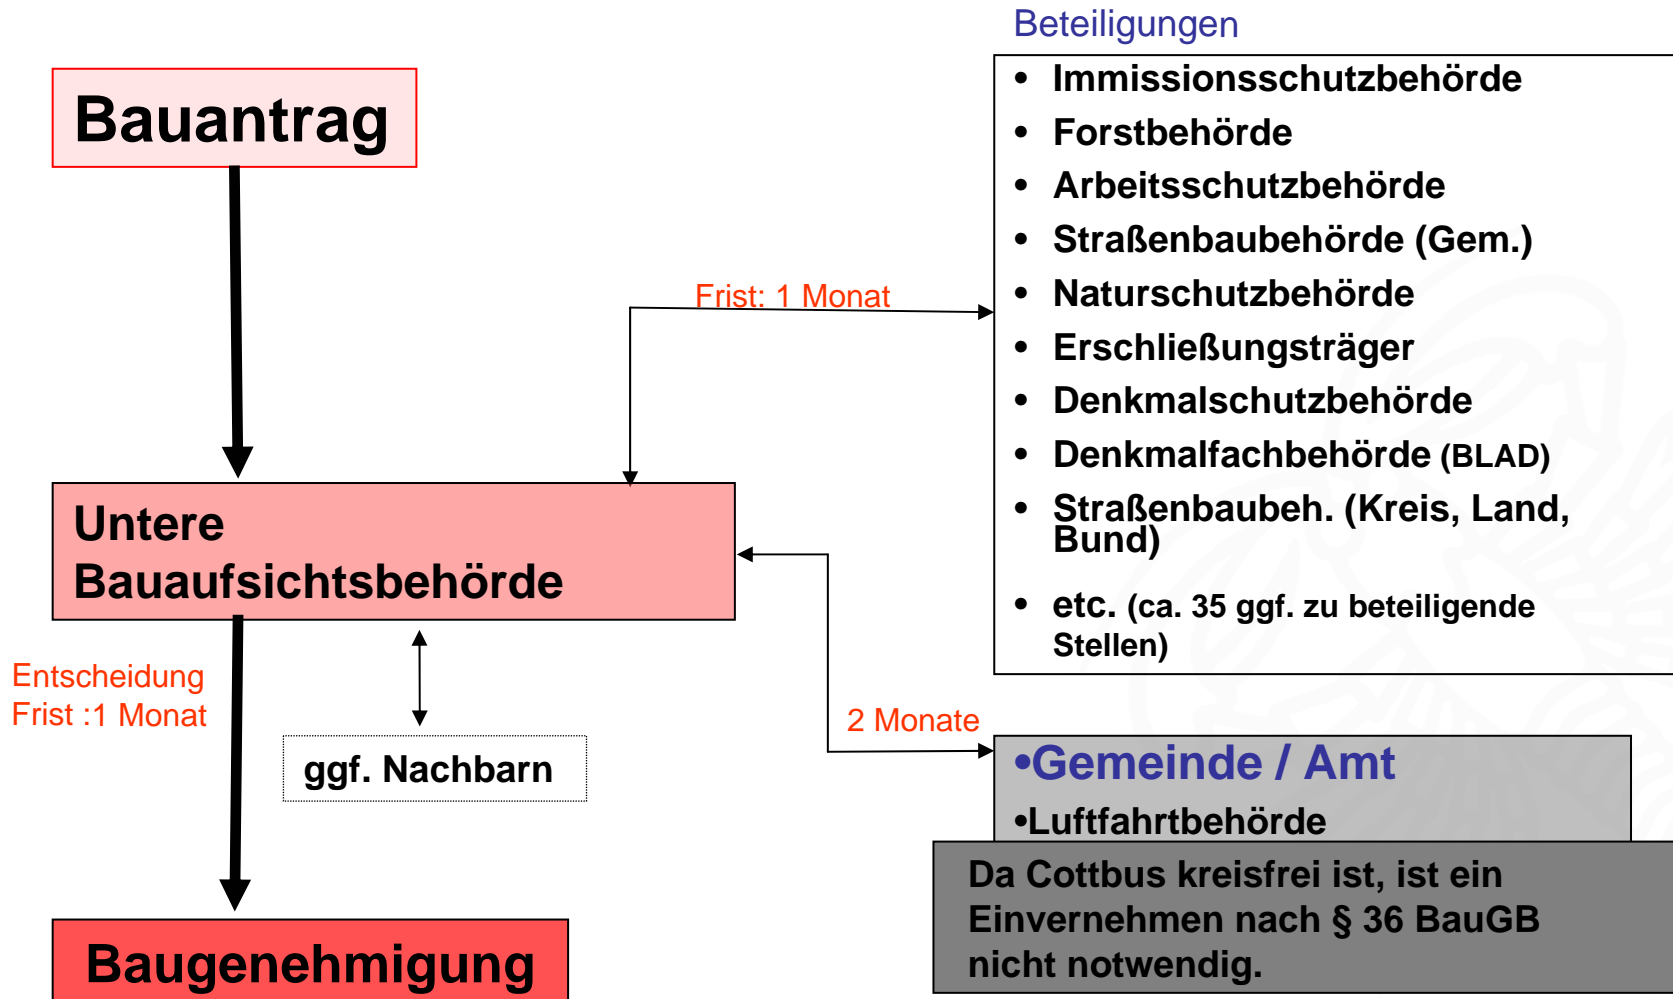 Beteiligungen
Bauantrag
• Immissionsschutzbehörde
• Forstbehörde
• Arbeitsschutzbehörde
• Straßenbaubehörde (Gem.)
• Naturschutzbehörde
• Erschließungsträger
• Denkmalschutzbehörde
• Denkmalfachbehörde (BLAD)
• Straßenbaubeh. (Kreis, Land,
Bund)
• etc. (ca. 35 ggf. zu beteiligende
Stellen)
Frist: 1 Monat
Untere
Bauaufsichtsbehörde
Entscheidung
Frist :1 Monat
ggf. Nachbarn
2 Monate
•Gemeinde / Amt
•Luftfahrtbehörde
Da Cottbus kreisfrei ist, ist ein
Einvernehmen nach § 36 BauGB
nicht notwendig.
Baugenehmigung